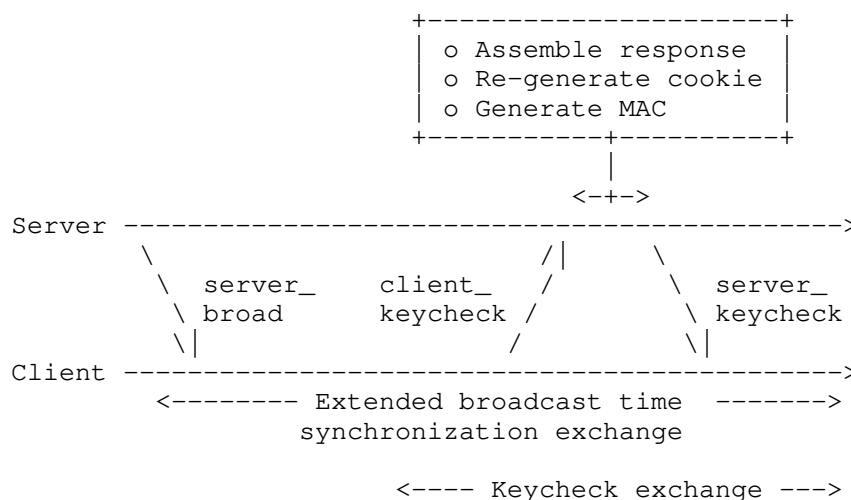 o Assemble response
o Re-generate cookie
o Generate MAC
Server
server_ client_ server_
broad keycheck keycheck
Client
Extended broadcast time
synchronization exchange
Keycheck exchange